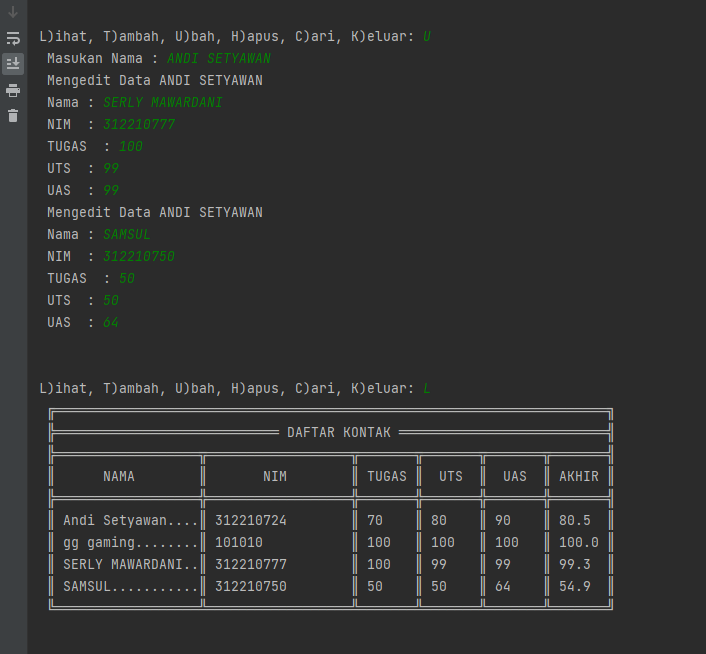 L)ihat, T)ambah, U)bah, H)apus, C)ari, K)eluar: U
Masukan Nama : ANDI SETYAWAN
Mengedit Data ANDI SETYAWAN
Nama : SERLY MAWARDANI
NIM  : 312210777
TUGAS  : 100
UTS  : 99
UAS  : 99
Mengedit Data ANDI SETYAWAN
Nama : SAMSUL
NIM  : 312210750
TUGAS  : 50
UTS  : 50
UAS  : 64
L)ihat, T)ambah, U)bah, H)apus, C)ari, K)eluar: L
DAFTAR KONTAK
NAMA NIM TUGAS UTS UAS AKHIR
Andi Setyawan.... 312210724 70 80 90 80.5
gg gaming........ 101010 100 100 100 100.0
SERLY MAWARDANI.. 312210777 100 99 99 99.3
SAMSUL........... 312210750 50 50 64 54.9